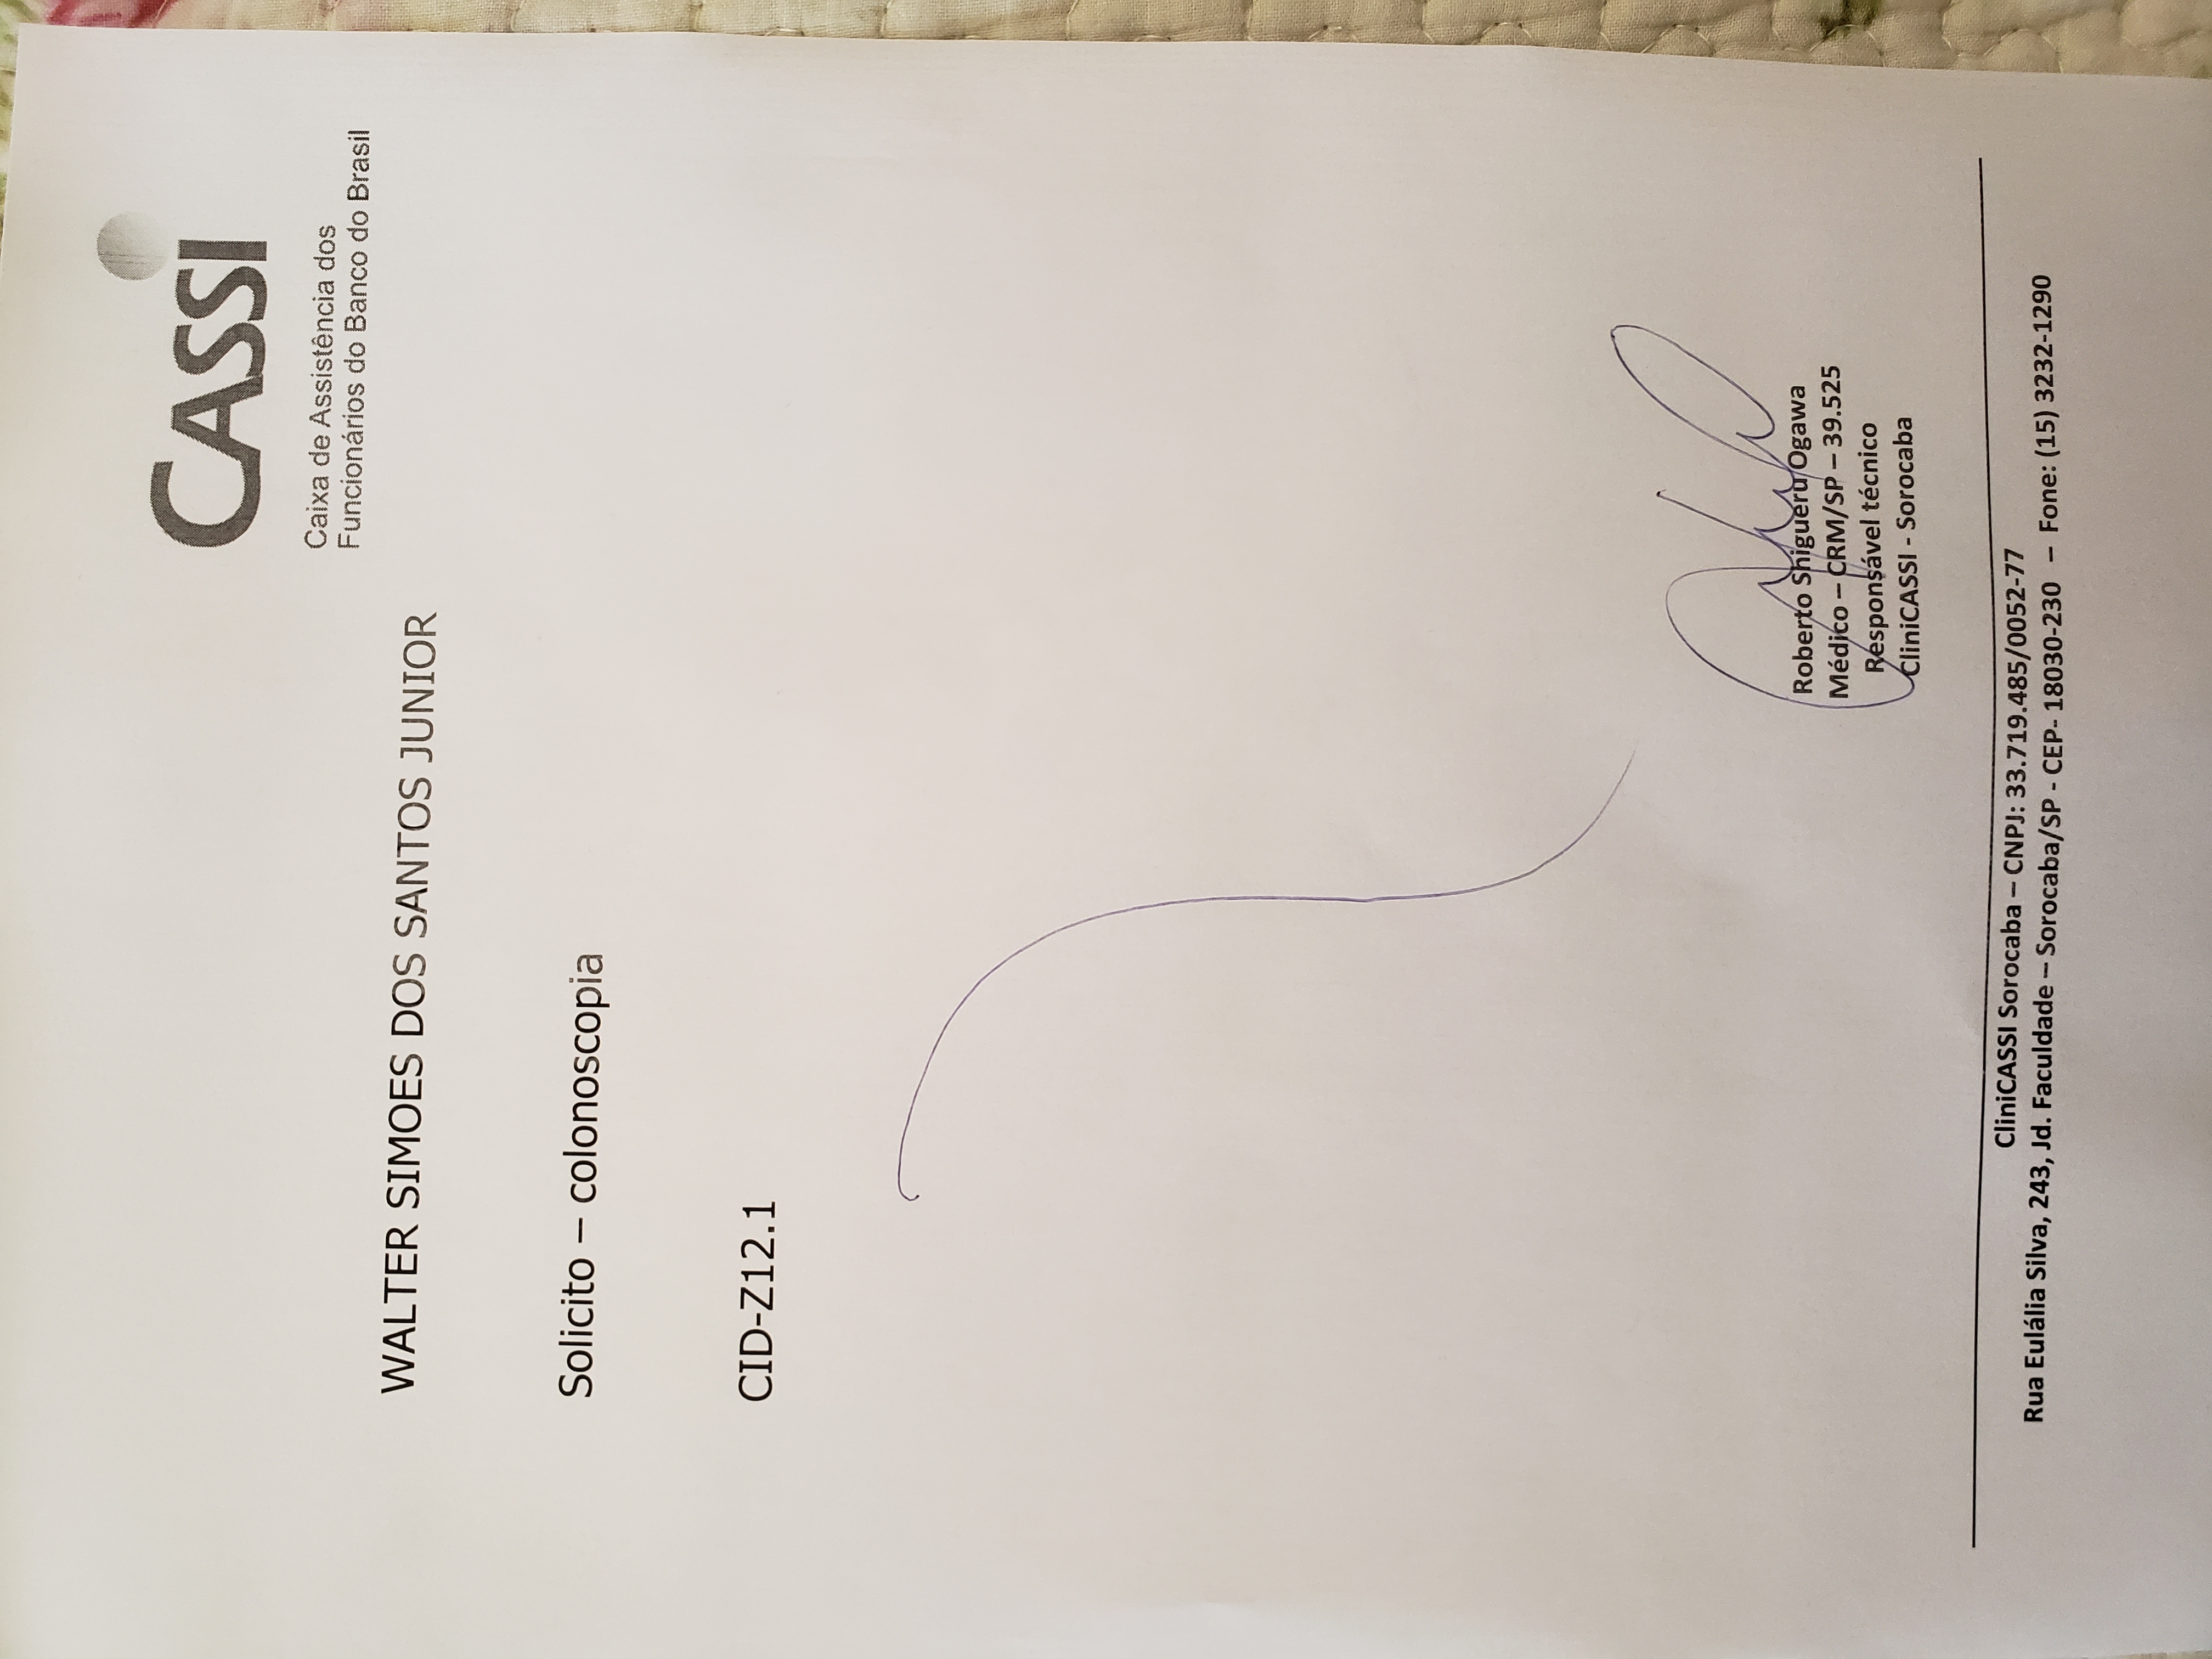 CASSI
Caixa de Assistência dos
Funcionários do Banco do Brasil
WALTER SIMOES DOS SANTOS JUNIOR
Solicito – colonoscopia
CID-Z12.1
Roberto Shigueru Ogawa
Médico – CRM/SP – 39.525
Responsável técnico
CliniCASSI - Sorocaba
CliniCASSI Sorocaba – CNPJ: 33.719.485/0052-77
Rua Eulália Silva, 243, Jd. Faculdade – Sorocaba/SP - CEP- 18030-230 – Fone: (15) 3232-1290